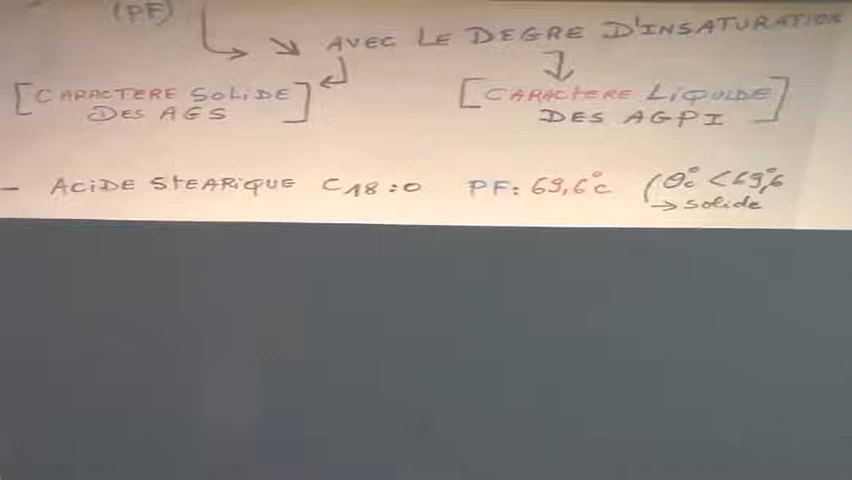 (PF)
↳ ↘ AVEC LE DEGRE D'INSATURATION
[CARACTERE SOLIDE
DES AGS]
[CARACTERE LIQUIDE
DES AGPI]
- ACIDE STEARIQUE C18:0 PF: 69,6°C (θ°c < 69°,6
→ solide